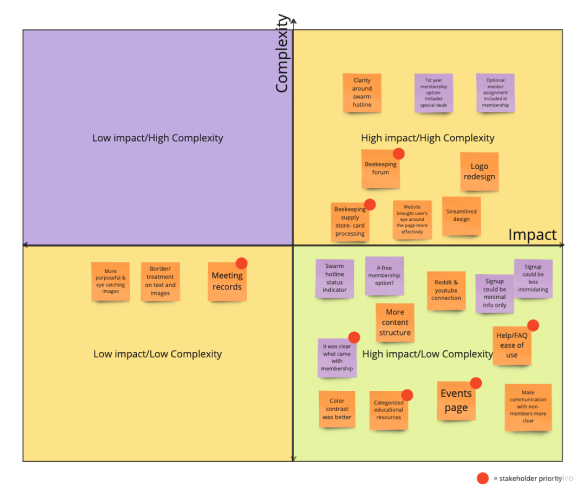 Complexity
Clarity
around
swarm
hotline
1st year
membership
option-
includes
special deals
Optional
mentor
assignment
included in
membership
Low impact/High Complexity
High impact/High Complexity
Beekeeping
forum
Logo
redesign
Beekeeping
supply
store- card
processing
Website
brought user's
eye around
the page more
effectively
Streamlined
design
Impact
More
purposeful &
eye catching
images
Border/
treatment
on text and
images
Meeting
records
Swarm
hotline
status
indicator
A free
membership
option?
Reddit &
youtube
connection
Signup
could be
minimal
info only
Signup
could be
less
intimidating
More
content
structure
Help/FAQ
ease of
use
It was clear
what came
with
membership
Low impact/Low Complexity
High impact/Low Complexity
Color
contrast
was better
Categorized
educational
resources
Events
page
Make
communication
with non-
members more
clear
= stakeholder priority
iro